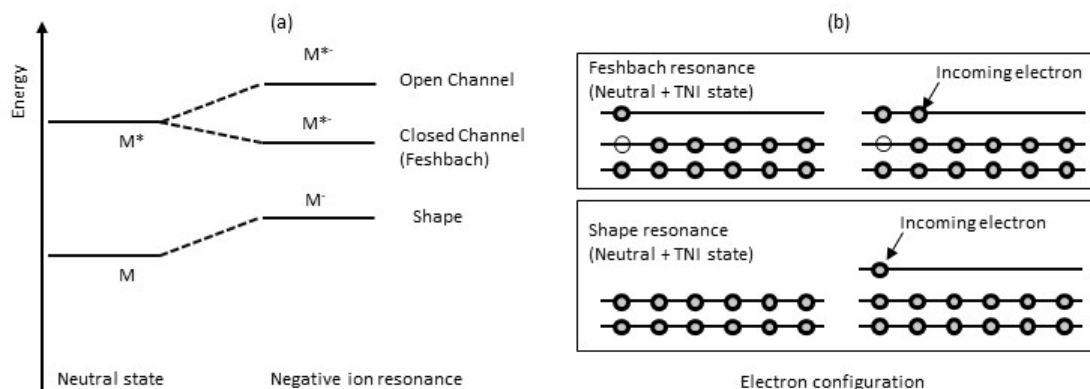 (a)
Energy
M*⁻
Open Channel
M*
M*⁻
Closed Channel
(Feshbach)
M⁻
Shape
M
Neutral state
Negative ion resonance
(b)
Feshbach resonance
(Neutral + TNI state)
Incoming electron
Shape resonance
(Neutral + TNI state)
Incoming electron
Electron configuration